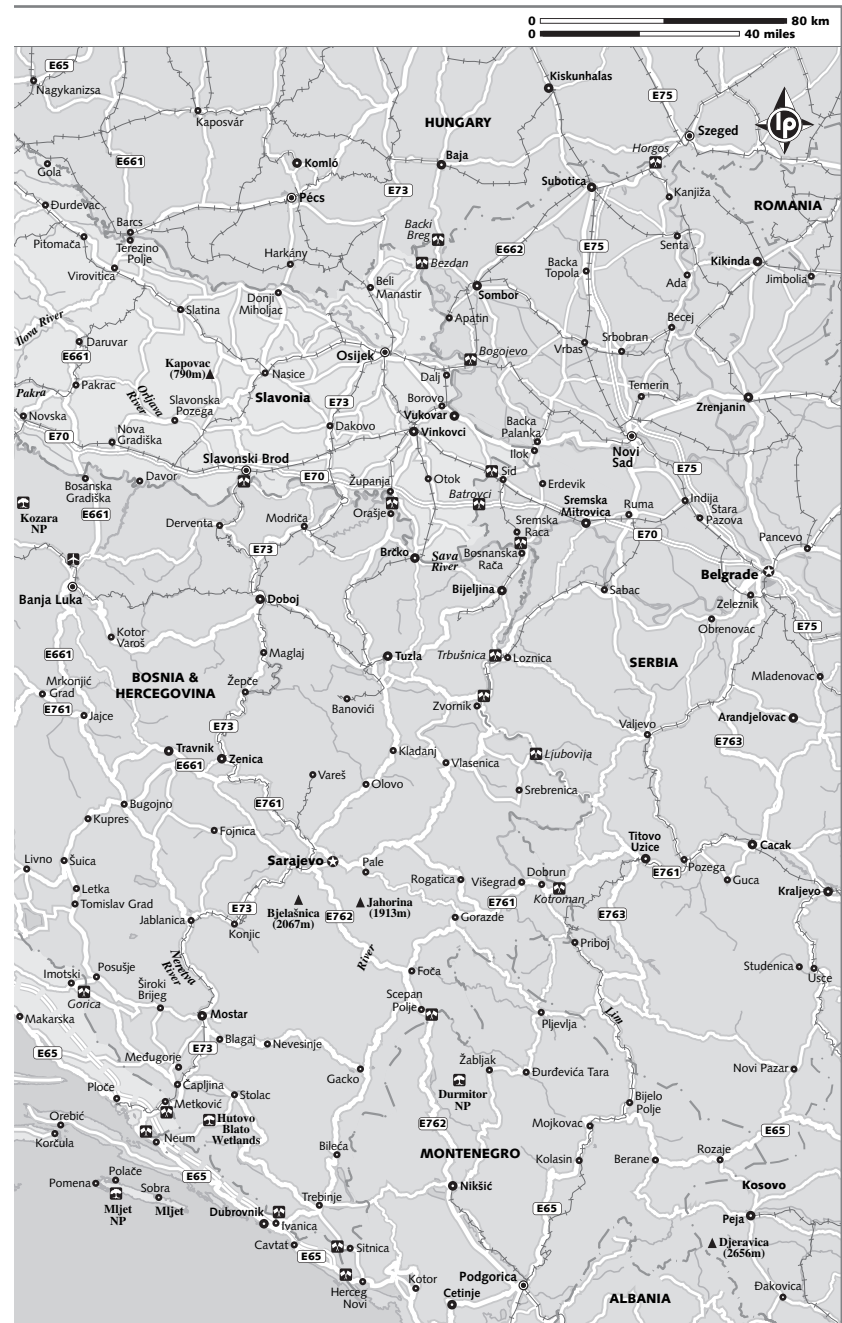 0
80 km
0
40 miles
E65
Nagykanizsa
Kiskunhalas
E75
Kaposvár
HUNGARY
lp
Szeged
Gola
E661
Komló
Baja
Horgos
Pécs
E73
Subotica
Kanjiža
ROMANIA
Đurđevac
Barcs
Backi
Breg
E75
Pitomača
Terezino
Polje
Harkány
Bezdan
E662
Senta
Virovitica
Backa
Topola
Kikinda
Jimbolia
Beli
Manastir
Sombor
Ada
Donji
Miholjac
Slatina
Ilova River
Apatin
Becej
Daruvar
Osijek
Bogojevo
Vrbas
Srbobran
E661
Kapovac
(790m)
Nasice
Dalj
Pakra
Pakrac
Orljava
River
Slavonia
Borovo
Temerin
Zrenjanin
Slavonska
Pozega
E73
Vukovar
Novska
Dakovo
Vinkovci
Backa
Palanka
E70
Nova
Gradiška
Ilok
Novi
Sad
Slavonski Brod
E75
E70
Sid
Bosanska
Gradiška
Davor
Županja
Otok
Erdevik
Indija
Kozara
NP
E661
Orašje
Batrovci
Sremska
Mitrovica
Ruma
Stara
Pazova
Derventa
Modriča
Sremska
Raca
E70
Pancevo
E73
Brčko
Sava
River
Bosnanska
Rača
Belgrade
Banja Luka
Doboj
Bijeljina
Sabac
Zeleznik
Obrenovac
E75
Kotor
Varoš
E661
Maglaj
Tuzla
Trbušnica
Loznica
SERBIA
Mrkonjić
Grad
BOSNIA &
HERCEGOVINA
Žepče
Mladenovac
E761
Jajce
Banovići
Zvornik
Arandjelovac
E73
Valjevo
E763
Travnik
Zenica
Kladanj
Vlasenica
Ljubovija
E661
Vareš
Olovo
Srebrenica
Bugojno
E761
Kupres
Fojnica
Titovo
Uzice
Cacak
Livno
Šuica
Sarajevo
Pale
Rogatica
Višegrad
Dobrun
E761
Pozega
Guca
Kraljevo
Letka
Tomislav Grad
Bjelašnica
(2067m)
Jahorina
(1913m)
E761
Kotroman
Jablanica
E73
Konjic
E762
Gorazde
E763
Neretva
River
River
Priboj
Imotski
Posušje
Foča
Studenica
Usce
Gorica
Široki
Brijeg
Scepan
Polje
Lim
Makarska
Mostar
Pljevlja
Blagaj
Nevesinje
E65
E73
Međugorje
Žabljak
Đurđevića Tara
Novi Pazar
Ploče
Capljina
Gacko
Stolac
Durmitor
NP
Metković
Orebić
Hutovo
Blato
Wetlands
Bijelo
Polje
Korčula
Neum
E762
Mojkovac
Bileća
E65
MONTENEGRO
Kolasin
Berane
Rozaje
Polače
E65
Pomena
Sobra
Nikšić
Kosovo
Mljet
NP
Mljet
Trebinje
Dubrovnik
Ivanica
E65
Peja
Cavtat
Sitnica
Djeravica
(2656m)
E65
Herceg
Novi
Kotor
Podgorica
Đakovica
Cetinje
ALBANIA